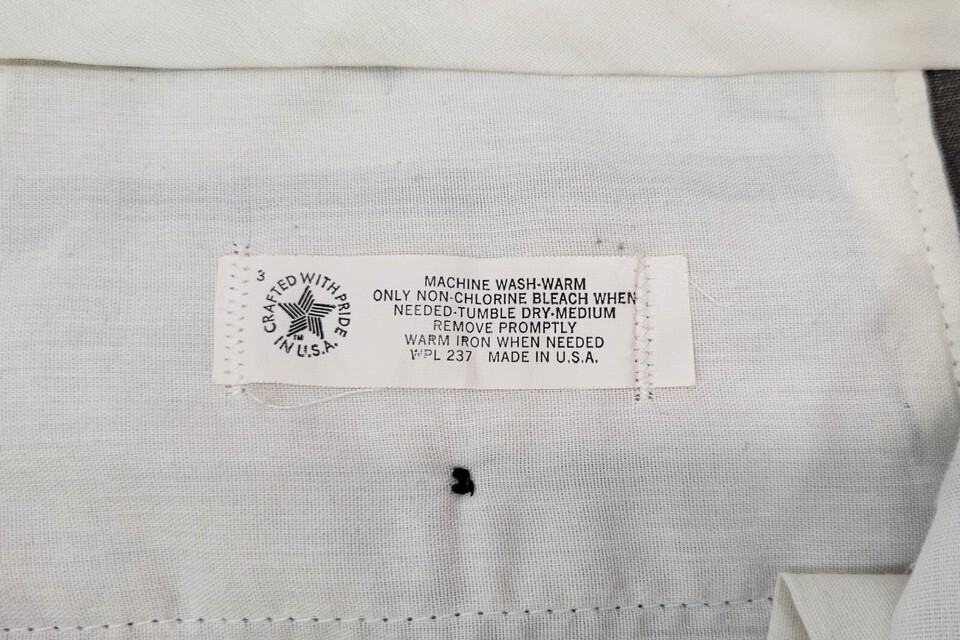 3
CRAFTED WITH PRIDE
IN U.S.A.
TM
MACHINE WASH-WARM
ONLY NON-CHLORINE BLEACH WHEN
NEEDED-TUMBLE DRY-MEDIUM
REMOVE PROMPTLY
WARM IRON WHEN NEEDED
WPL 237 MADE IN U.S.A.